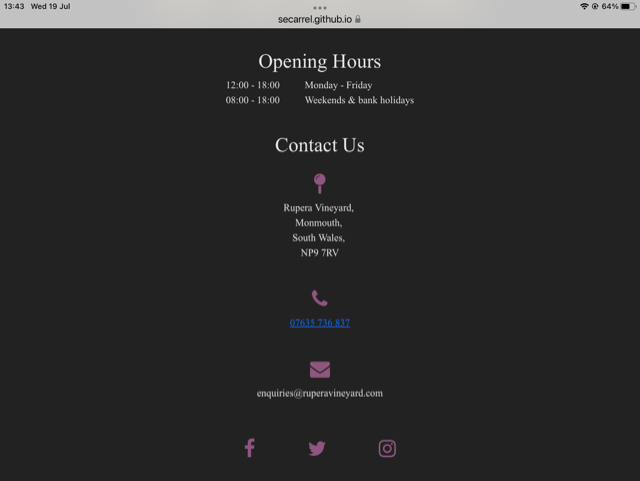 13:43 Wed 19 Jul
64%
secarrel.github.io
Opening Hours
12:00 - 18:00 Monday - Friday
08:00 - 18:00 Weekends & bank holidays
Contact Us
Rupera Vineyard,
Monmouth,
South Wales,
NP9 7RV
07635 736 837
enquiries@ruperavineyard.com